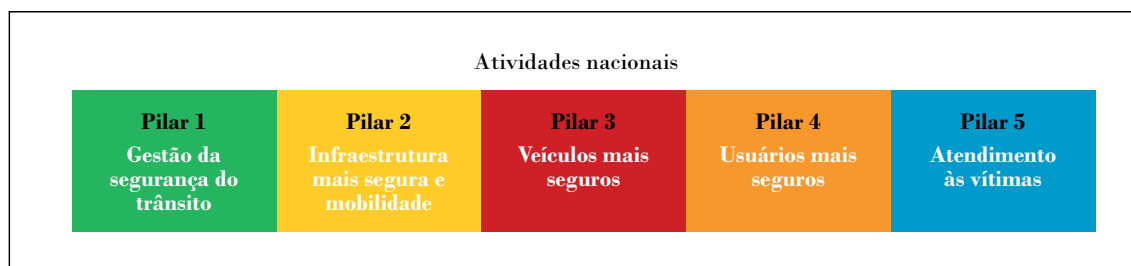 Atividades nacionais
Pilar 1
Gestão da
segurança do
trânsito
Pilar 2
Infraestrutura
mais segura e
mobilidade
Pilar 3
Veículos mais
seguros
Pilar 4
Usuários mais
seguros
Pilar 5
Atendimento
às vítimas